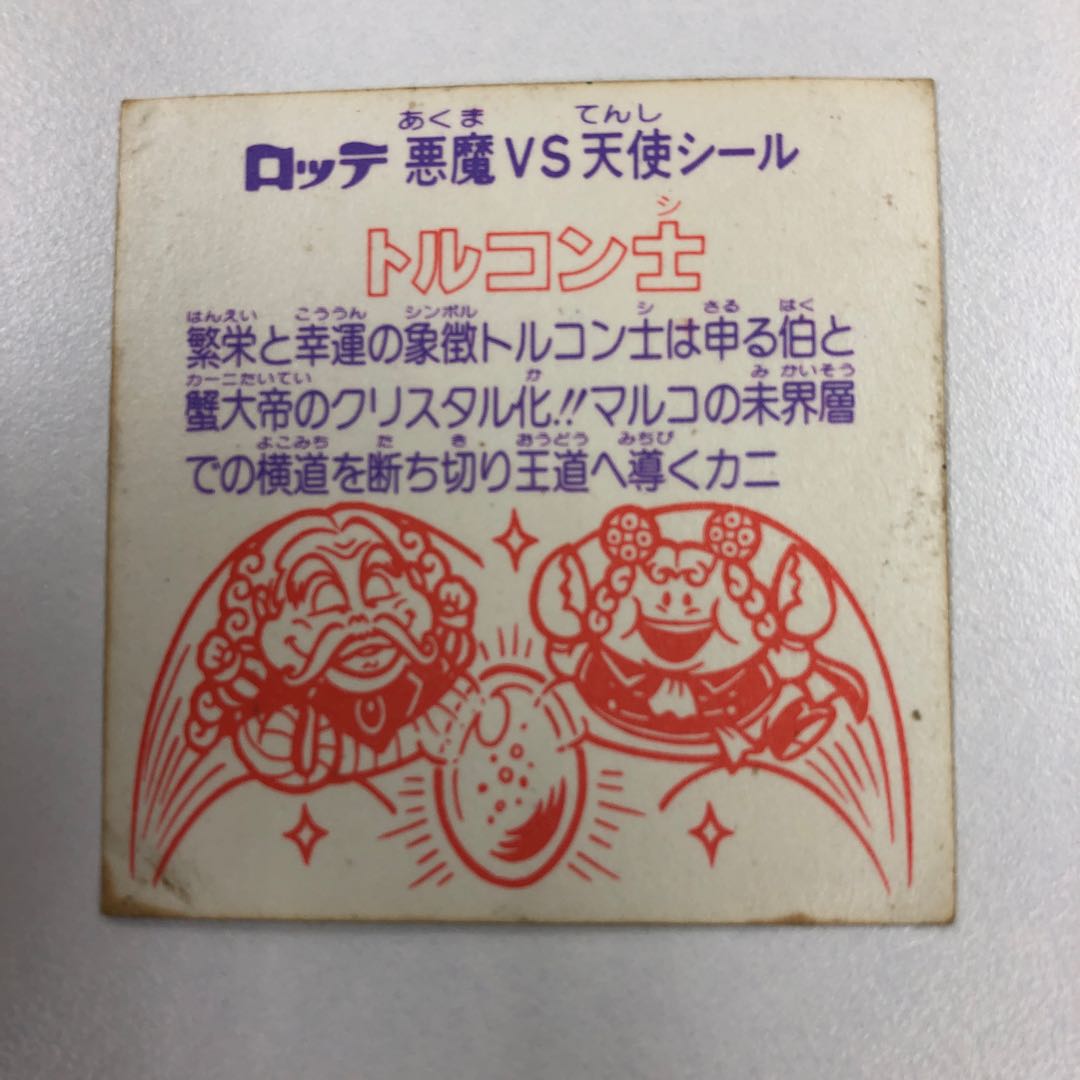 あくま てんし
ロッテ 悪魔VS天使シール
シ
トルコン士
はんえい こううん シンボル シ さる はく
繁栄と幸運の象徴トルコン士は申る伯と
カーニたいてい か み かいそう
蟹大帝のクリスタル化!!マルコの未界層
よこみち た き おうどう みちび
での横道を断ち切り王道へ導くカニ